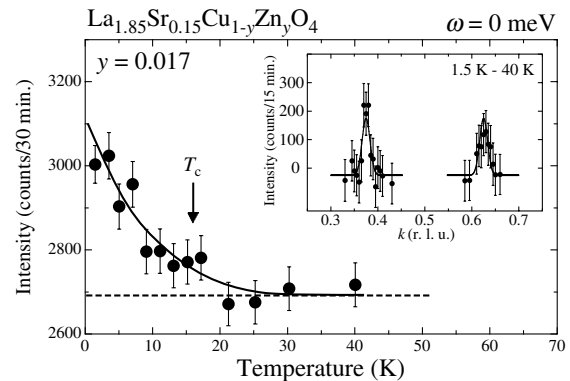 La1.85Sr0.15Cu1-yZnyO4
ω = 0 meV
y = 0.017
1.5 K - 40 K
Tc
Intensity (counts/30 min.)
3200
3000
2800
2600
0 10 20 30 40 50 60 70
Temperature (K)
Intensity (counts/15 min.)
300
200
100
0
0.3 0.4 0.5 0.6 0.7
k (r. l. u.)